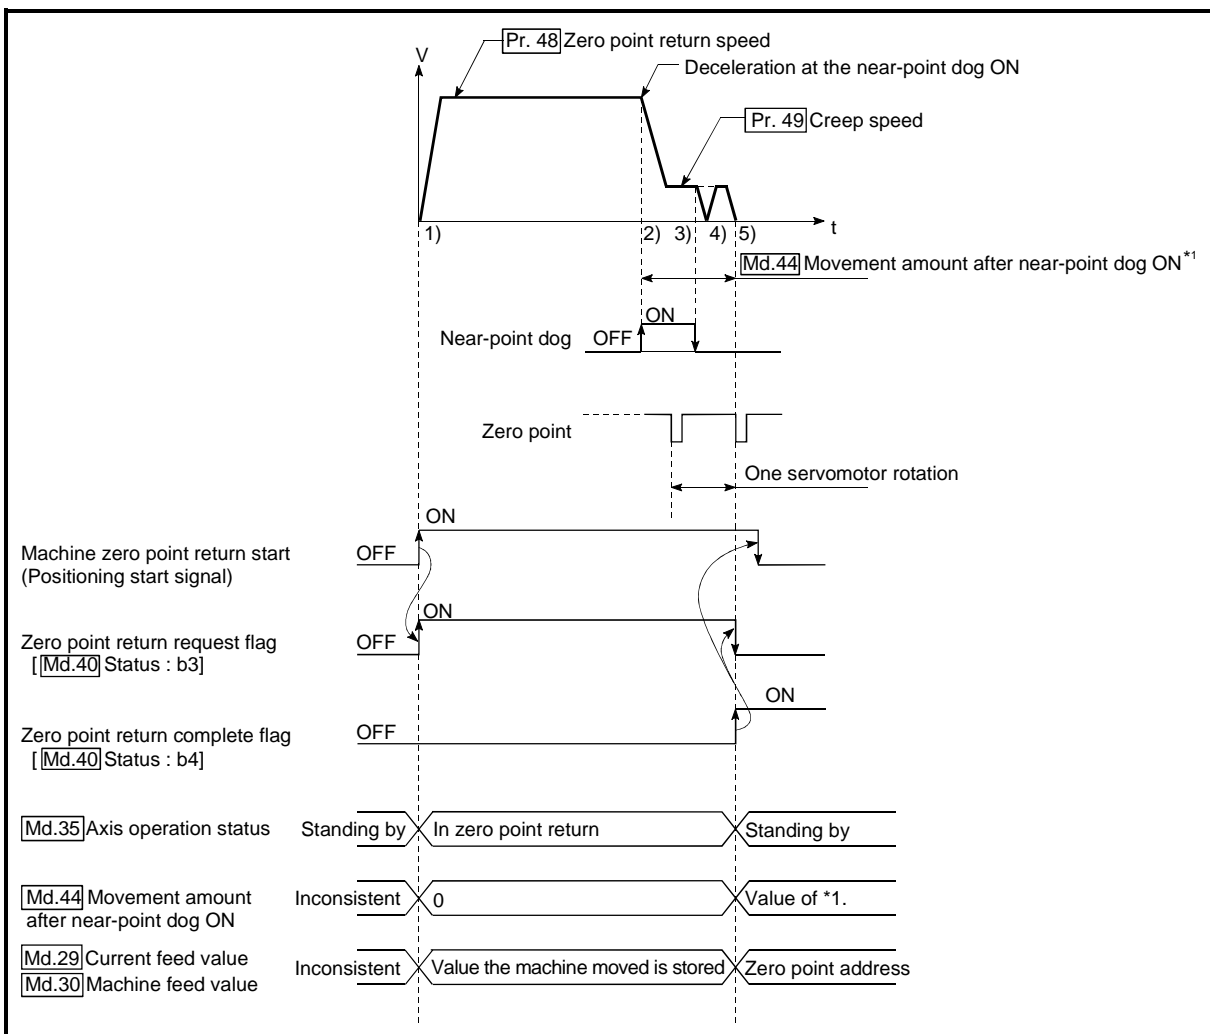 Pr. 48 Zero point return speed
V
Deceleration at the near-point dog ON
Pr. 49 Creep speed
t
1)
2)
3)
4)
5)
Md.44 Movement amount after near-point dog ON*1
ON
Near-point dog
OFF
Zero point
One servomotor rotation
ON
Machine zero point return start
(Positioning start signal)
OFF
ON
Zero point return request flag
[ Md.40 Status : b3]
OFF
ON
Zero point return complete flag
[ Md.40 Status : b4]
OFF
Md.35 Axis operation status
Standing by
In zero point return
Standing by
Md.44 Movement amount
after near-point dog ON
Inconsistent
0
Value of *1.
Md.29 Current feed value
Md.30 Machine feed value
Inconsistent
Value the machine moved is stored
Zero point address